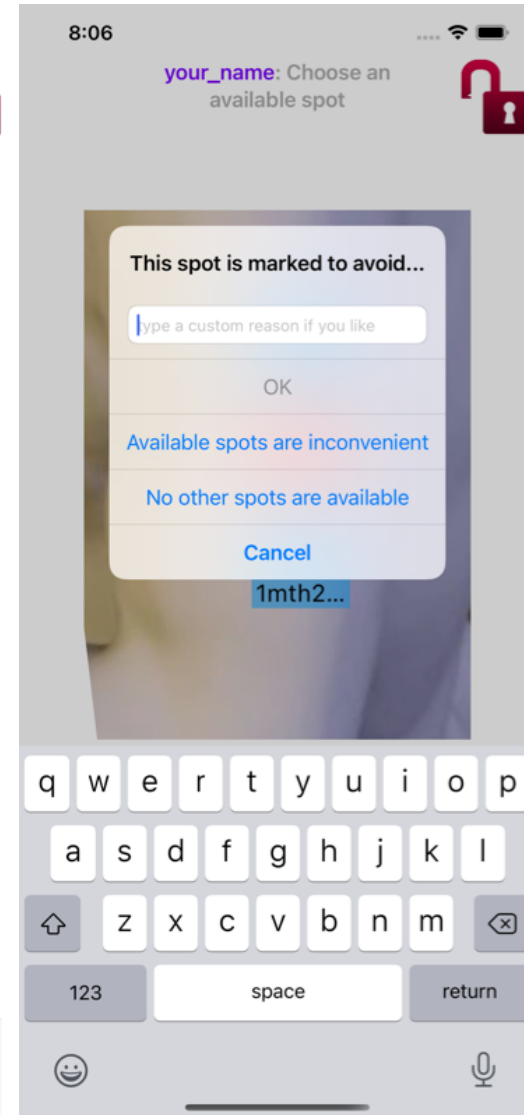 8:06
your_name: Choose an
available spot
This spot is marked to avoid...
type a custom reason if you like
OK
Available spots are inconvenient
No other spots are available
Cancel
1mth2...
q w e r t y u i o p
a s d f g h j k l
z x c v b n m
123 space return